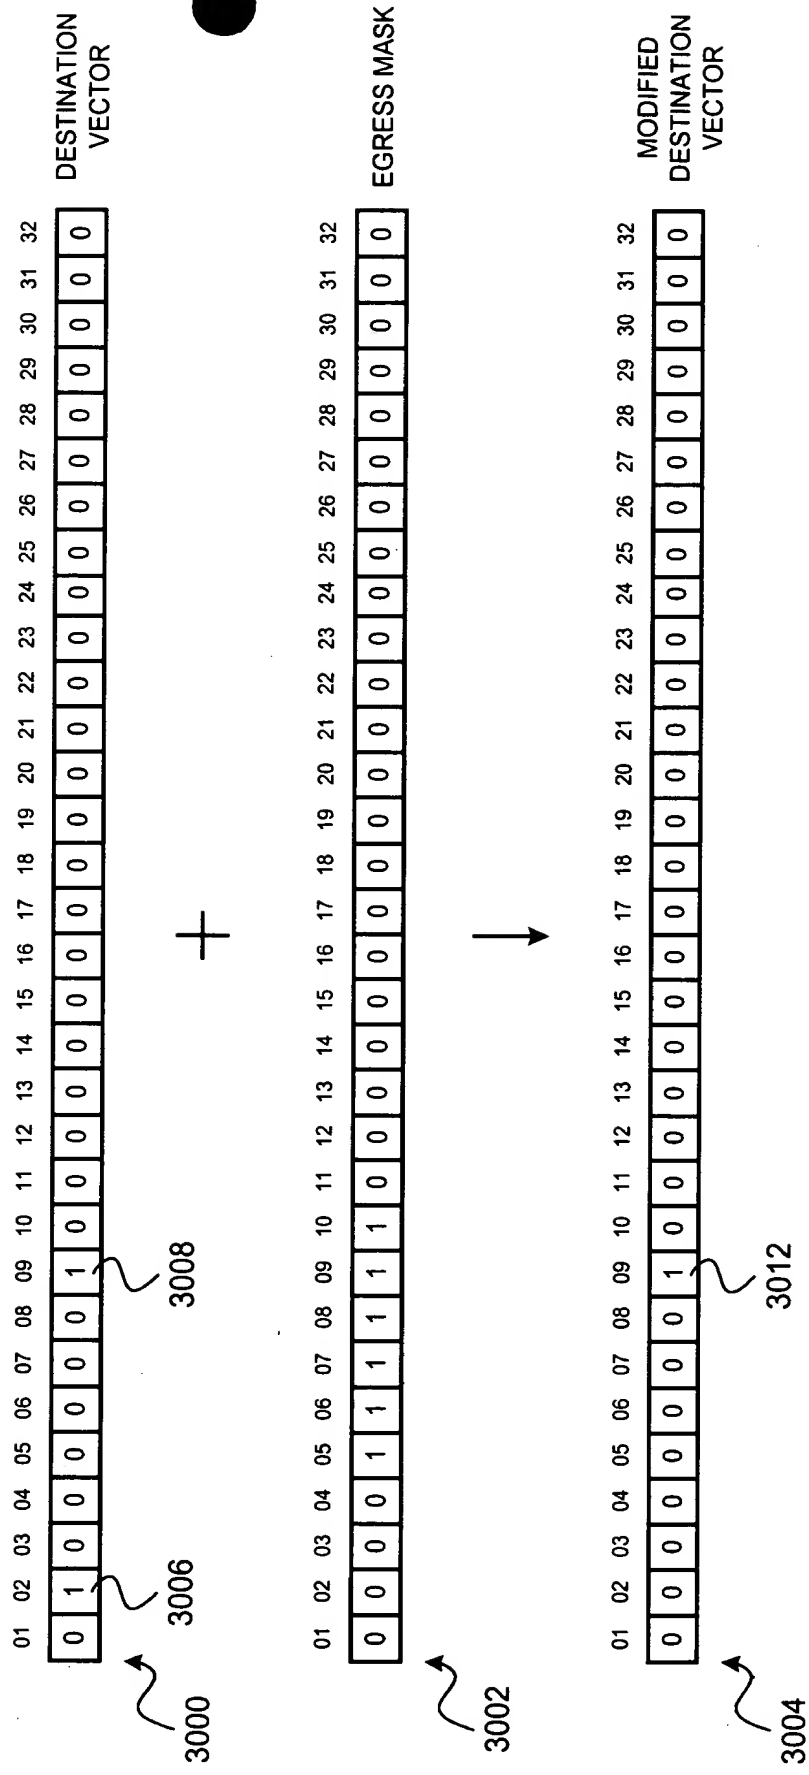 01 02 03 04 05 06 07 08 09 10 11 12 13 14 15 16 17 18 19 20 21 22 23 24 25 26 27 28 29 30 31 32
0 1 0 0 0 0 0 0 1 0 0 0 0 0 0 0 0 0 0 0 0 0 0 0 0 0 0 0 0 0 0 0
DESTINATION
VECTOR
3000
3006
3008
+
01 02 03 04 05 06 07 08 09 10 11 12 13 14 15 16 17 18 19 20 21 22 23 24 25 26 27 28 29 30 31 32
0 0 0 0 1 1 1 1 1 1 0 0 0 0 0 0 0 0 0 0 0 0 0 0 0 0 0 0 0 0 0 0
EGRESS MASK
3002
01 02 03 04 05 06 07 08 09 10 11 12 13 14 15 16 17 18 19 20 21 22 23 24 25 26 27 28 29 30 31 32
0 0 0 0 0 0 0 0 1 0 0 0 0 0 0 0 0 0 0 0 0 0 0 0 0 0 0 0 0 0 0 0
MODIFIED
DESTINATION
VECTOR
3004
3012